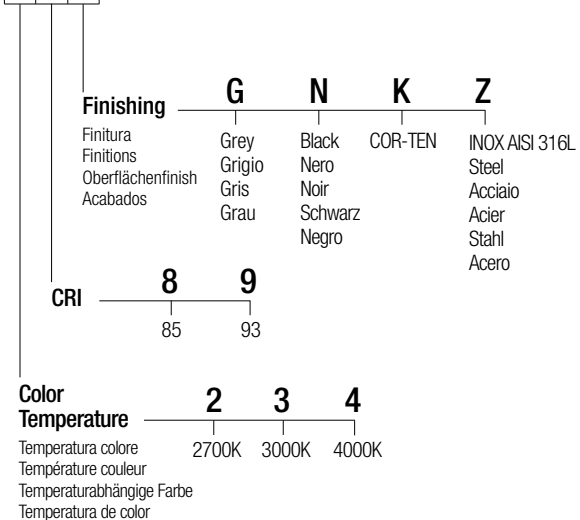 G N K Z
Finishing
Finitura
Finitions
Oberflächenfinish
Acabados
Grey
Grigio
Gris
Grau
Black
Nero
Noir
Schwarz
Negro
COR-TEN
INOX AISI 316L
Steel
Acciaio
Acier
Stahl
Acero
8 9
CRI
85 93
Color
Temperature
2 3 4
Temperatura colore
Température couleur
Temperaturabhängige Farbe
Temperatura de color
2700K 3000K 4000K